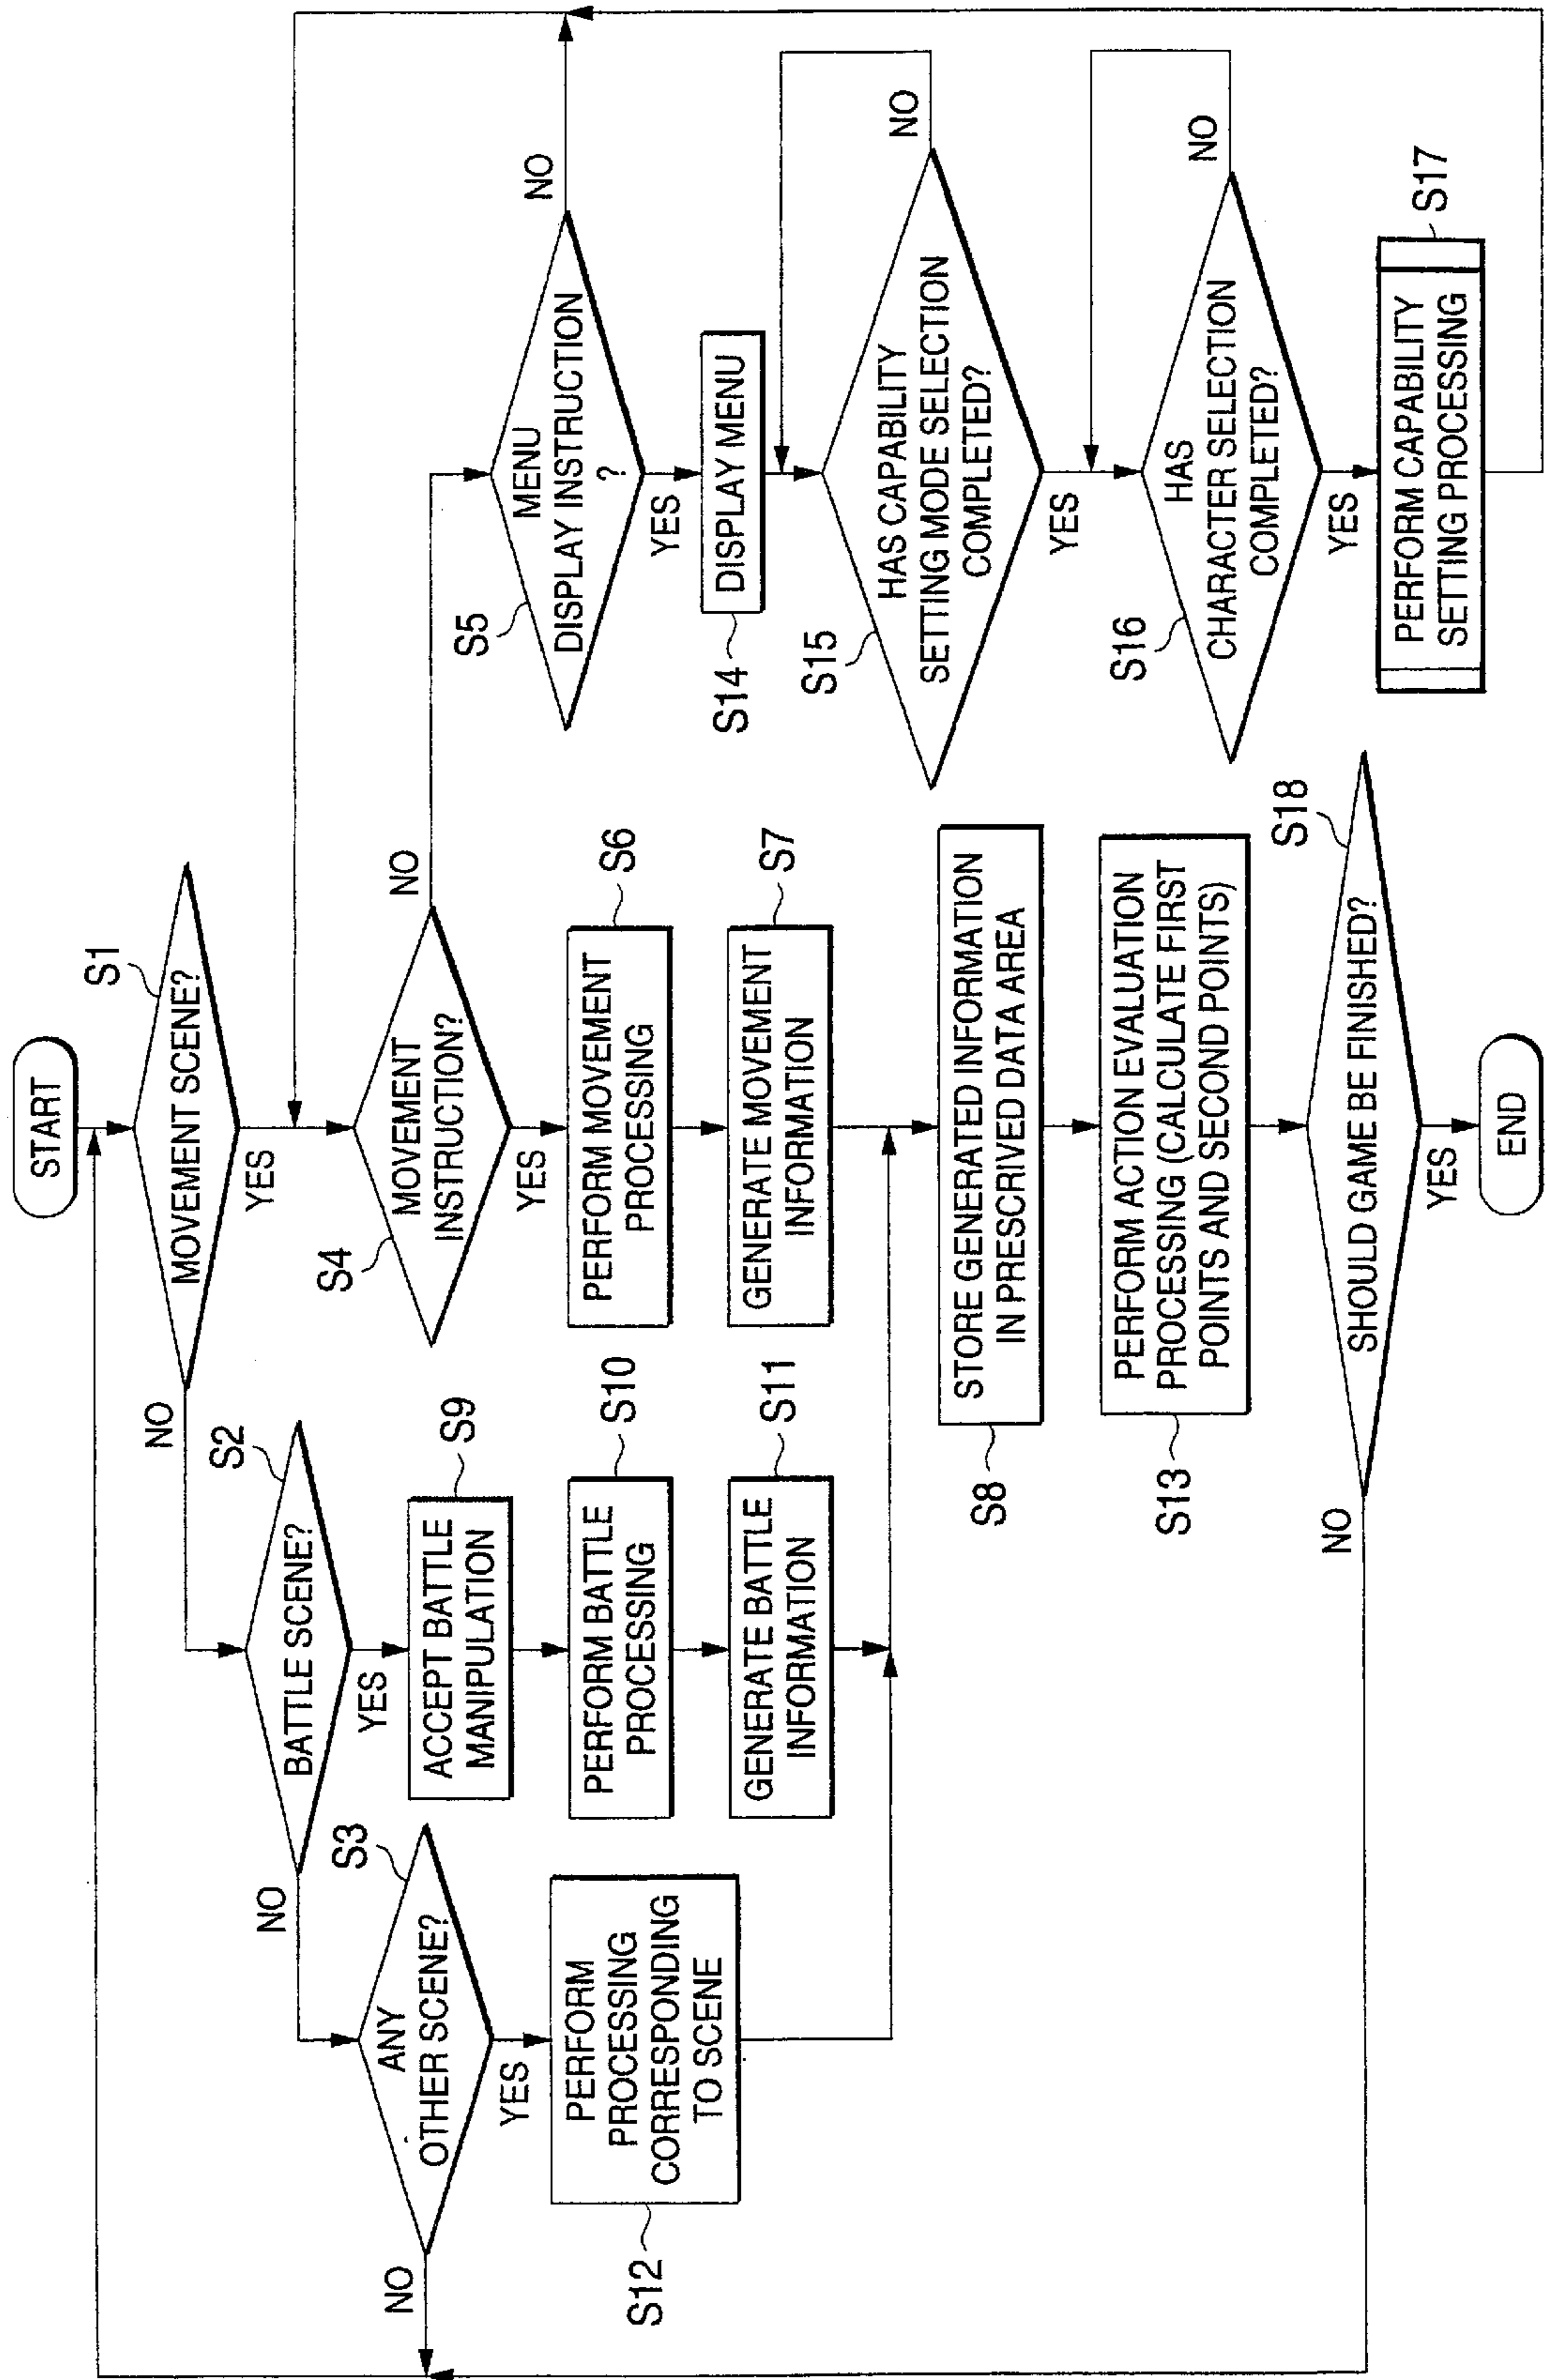 START
S1
MOVEMENT SCENE?
NO
YES
S2
BATTLE SCENE?
NO
YES
S3
ANY
OTHER SCENE?
NO
YES
S4
MOVEMENT
INSTRUCTION?
NO
YES
S5
MENU
DISPLAY INSTRUCTION
?
NO
YES
S12
PERFORM
PROCESSING
CORRESPONDING
TO SCENE
S9
ACCEPT BATTLE
MANIPULATION
S10
PERFORM BATTLE
PROCESSING
S11
GENERATE BATTLE
INFORMATION
S6
PERFORM MOVEMENT
PROCESSING
S7
GENERATE MOVEMENT
INFORMATION
S8
STORE GENERATED INFORMATION
IN PRESCRIVED DATA AREA
S13
PERFORM ACTION EVALUATION
PROCESSING (CALCULATE FIRST
POINTS AND SECOND POINTS)
S18
SHOULD GAME BE FINISHED?
NO
YES
END
S14
DISPLAY MENU
S15
HAS CAPABILITY
SETTING MODE SELECTION
COMPLETED?
NO
YES
S16
HAS
CHARACTER SELECTION
COMPLETED?
NO
YES
S17
PERFORM CAPABILITY
SETTING PROCESSING